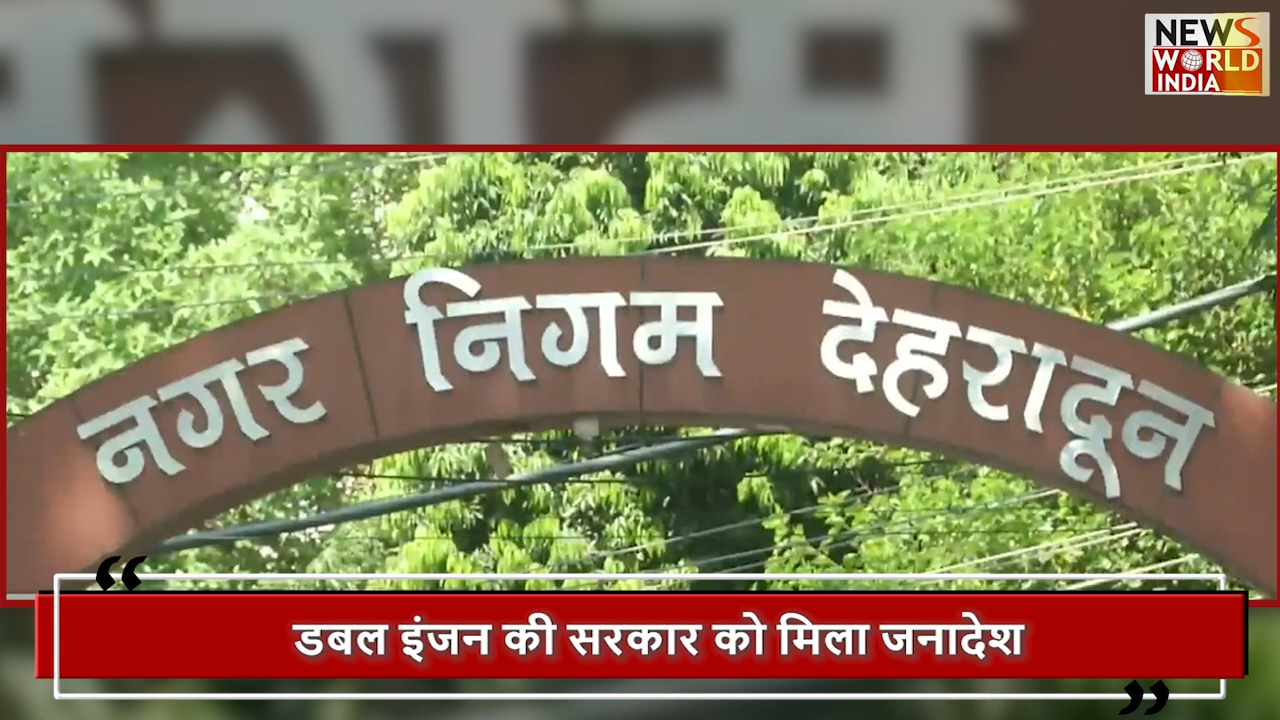 NEWS
WORLD
INDIA
नगर निगम देहरादून
“
डबल इंजन की सरकार को मिला जनादेश
”